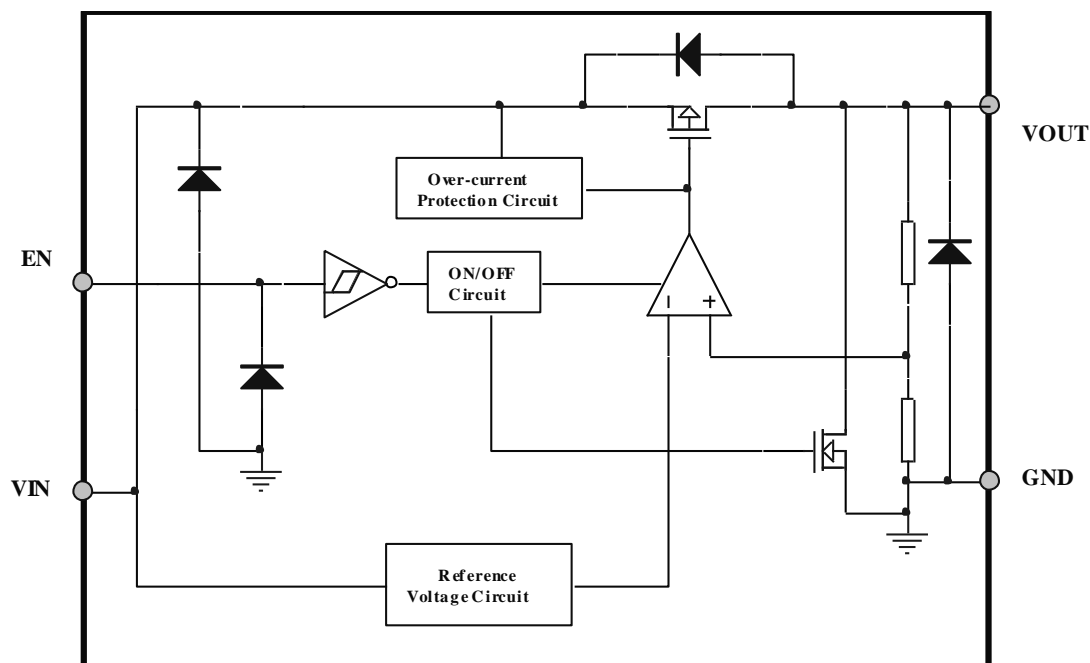 VOUT
Over-current
Protection Circuit
EN
ON/OFF
Circuit
- +
VIN
GND
Reference
Voltage Circuit